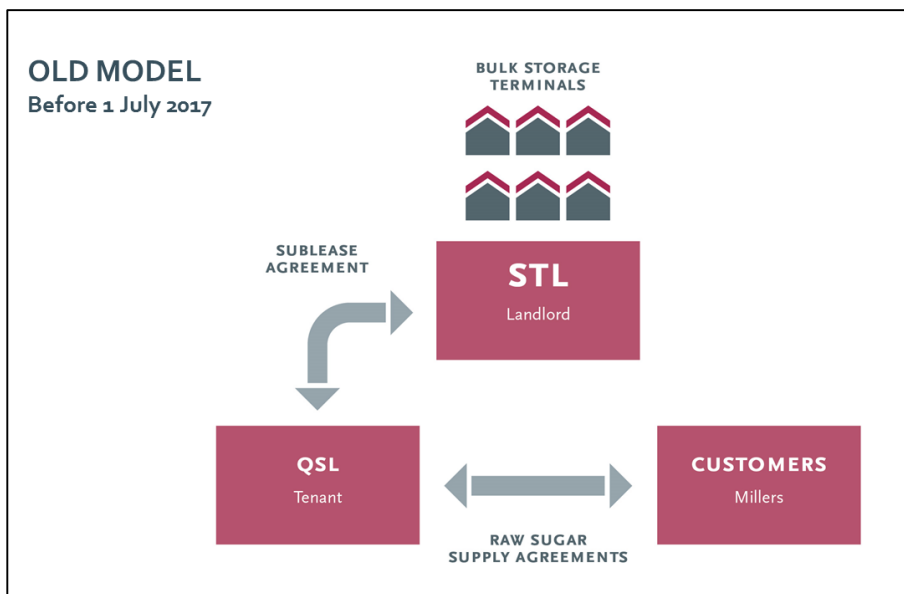 OLD MODEL
Before 1 July 2017
BULK STORAGE
TERMINALS
SUBLEASE
AGREEMENT
STL
Landlord
QSL
Tenant
CUSTOMERS
Millers
RAW SUGAR
SUPPLY AGREEMENTS